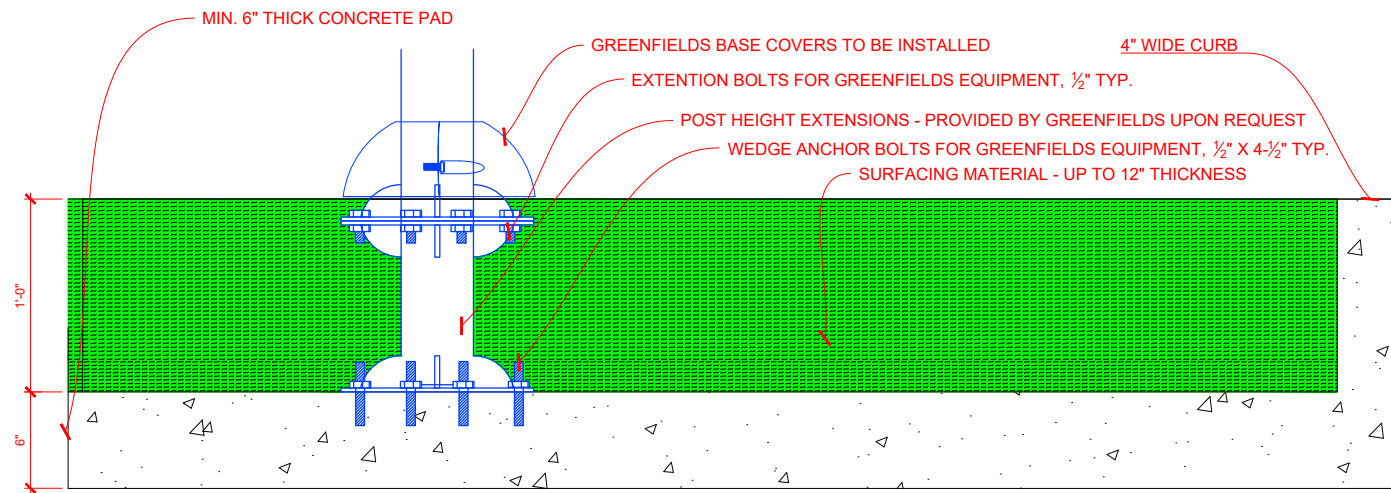 MIN. 6" THICK CONCRETE PAD
GREENFIELDS BASE COVERS TO BE INSTALLED
4" WIDE CURB
EXTENTION BOLTS FOR GREENFIELDS EQUIPMENT, ½" TYP.
POST HEIGHT EXTENSIONS - PROVIDED BY GREENFIELDS UPON REQUEST
WEDGE ANCHOR BOLTS FOR GREENFIELDS EQUIPMENT, ½" X 4-½" TYP.
SURFACING MATERIAL - UP TO 12" THICKNESS
1'-0"
6"